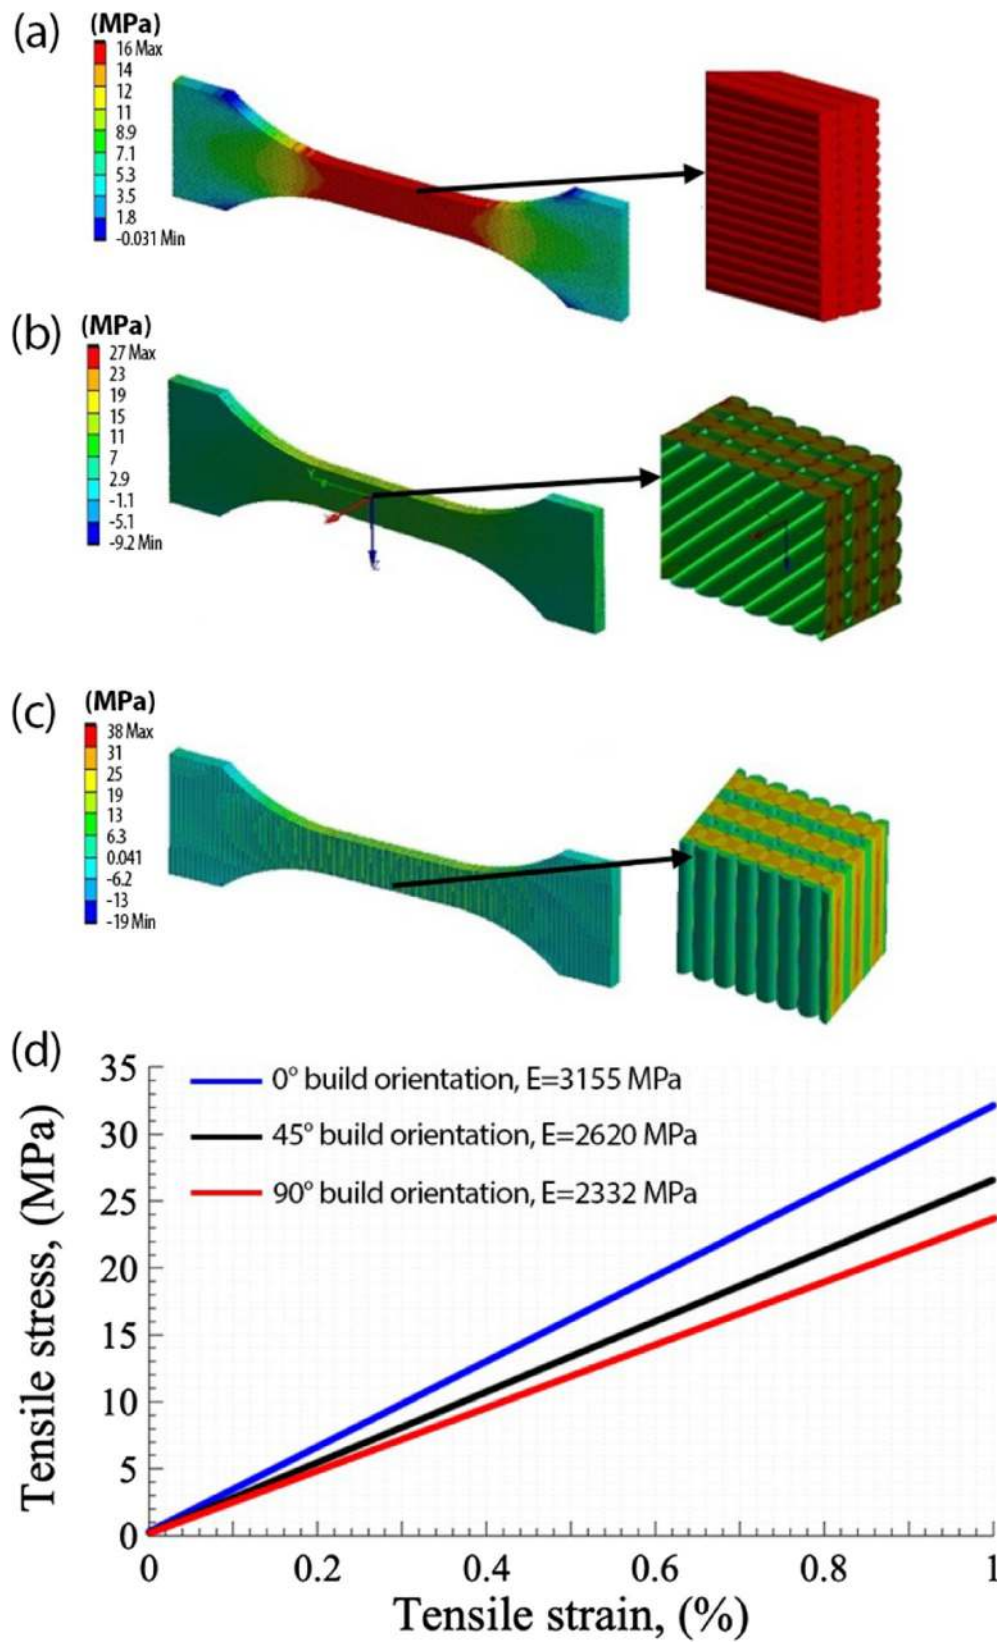 (a)
(MPa)
16 Max
14
12
11
8.9
7.1
5.3
3.5
1.8
-0.031 Min
(b)
(MPa)
27 Max
23
19
15
11
7
2.9
-1.1
-5.1
-9.2 Min
Y
Z
(c)
(MPa)
38 Max
31
25
19
13
6.3
0.041
-6.2
-13
-19 Min
(d)
35
30
25
20
15
10
5
0
Tensile stress, (MPa)
0° build orientation, E=3155 MPa
45° build orientation, E=2620 MPa
90° build orientation, E=2332 MPa
0 0.2 0.4 0.6 0.8 1
Tensile strain, (%)